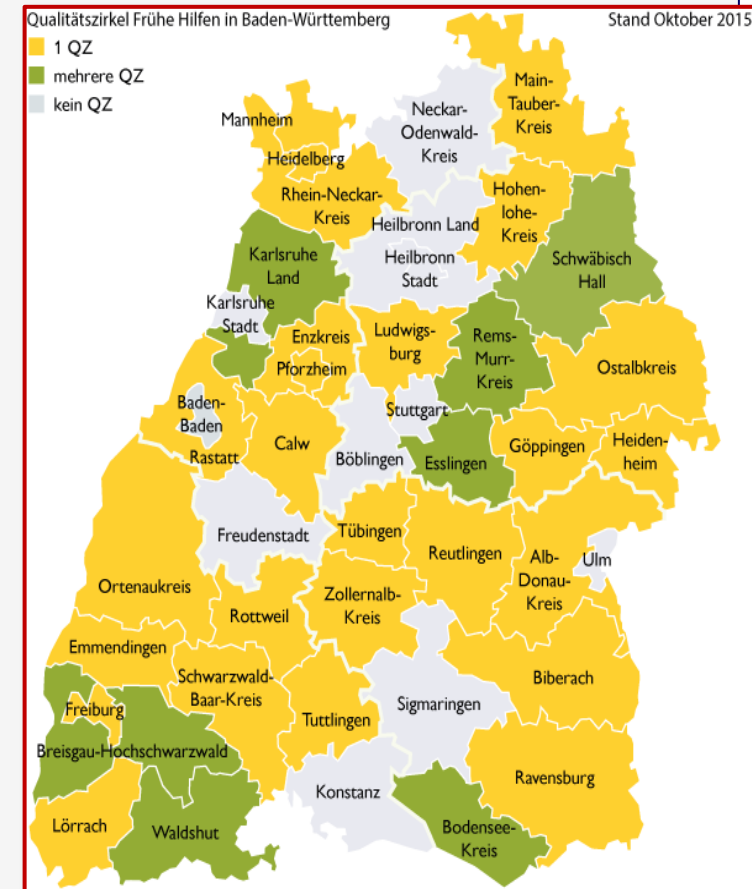 Qualitätszirkel Frühe Hilfen in Baden-Württemberg
Stand Oktober 2015
1 QZ
mehrere QZ
kein QZ
Main-
Tauber-
Kreis
Neckar-
Odenwald-
Kreis
Mannheim
Heidelberg
Rhein-Neckar-
Kreis
Hohen-
lohe-
Kreis
Heilbronn Land
Heilbronn
Stadt
Schwäbisch
Hall
Karlsruhe
Land
Karlsruhe
Stadt
Enzkreis
Pforzheim
Ludwigs-
burg
Rems-
Murr-
Kreis
Ostalbkreis
Baden-
Baden
Rastatt
Calw
Böblingen
Stuttgart
Esslingen
Göppingen
Heiden-
heim
Freudenstadt
Tübingen
Reutlingen
Alb-
Donau-
Kreis
Ulm
Ortenaukreis
Rottweil
Zollernalb-
Kreis
Emmendingen
Schwarzwald-
Baar-Kreis
Tuttlingen
Sigmaringen
Biberach
Freiburg
Breisgau-Hochschwarzwald
Konstanz
Ravensburg
Lörrach
Waldshut
Bodensee-
Kreis